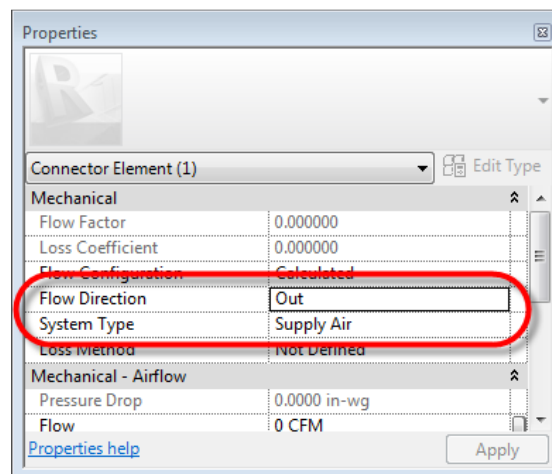 Properties
Connector Element (1) Edit Type
Mechanical
Flow Factor 0.000000
Loss Coefficient 0.000000
Flow Configuration Calculated
Flow Direction Out
System Type Supply Air
Loss Method Not Defined
Mechanical - Airflow
Pressure Drop 0.0000 in-wg
Flow 0 CFM
Properties help Apply